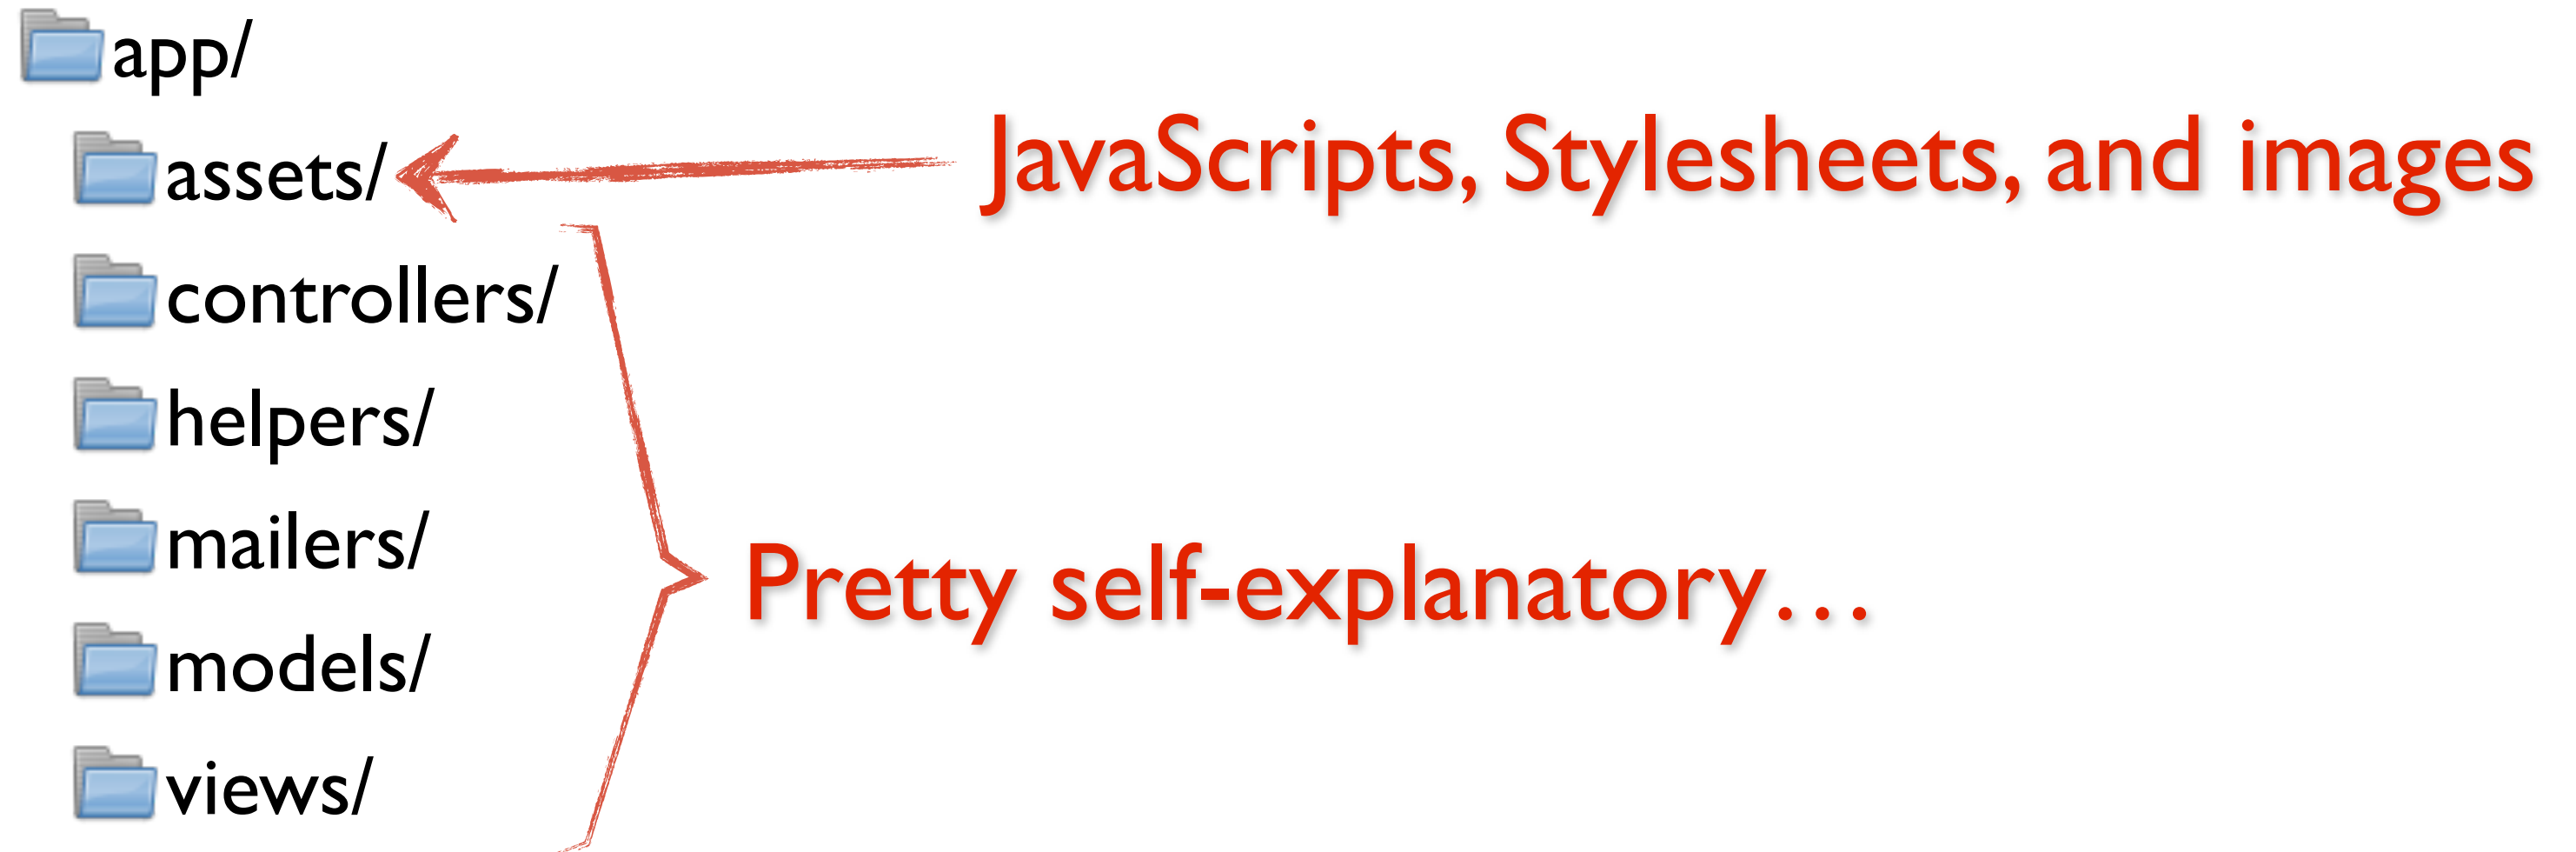 app/
assets/
JavaScripts, Stylesheets, and images
controllers/
helpers/
mailers/
Pretty self-explanatory…
models/
views/